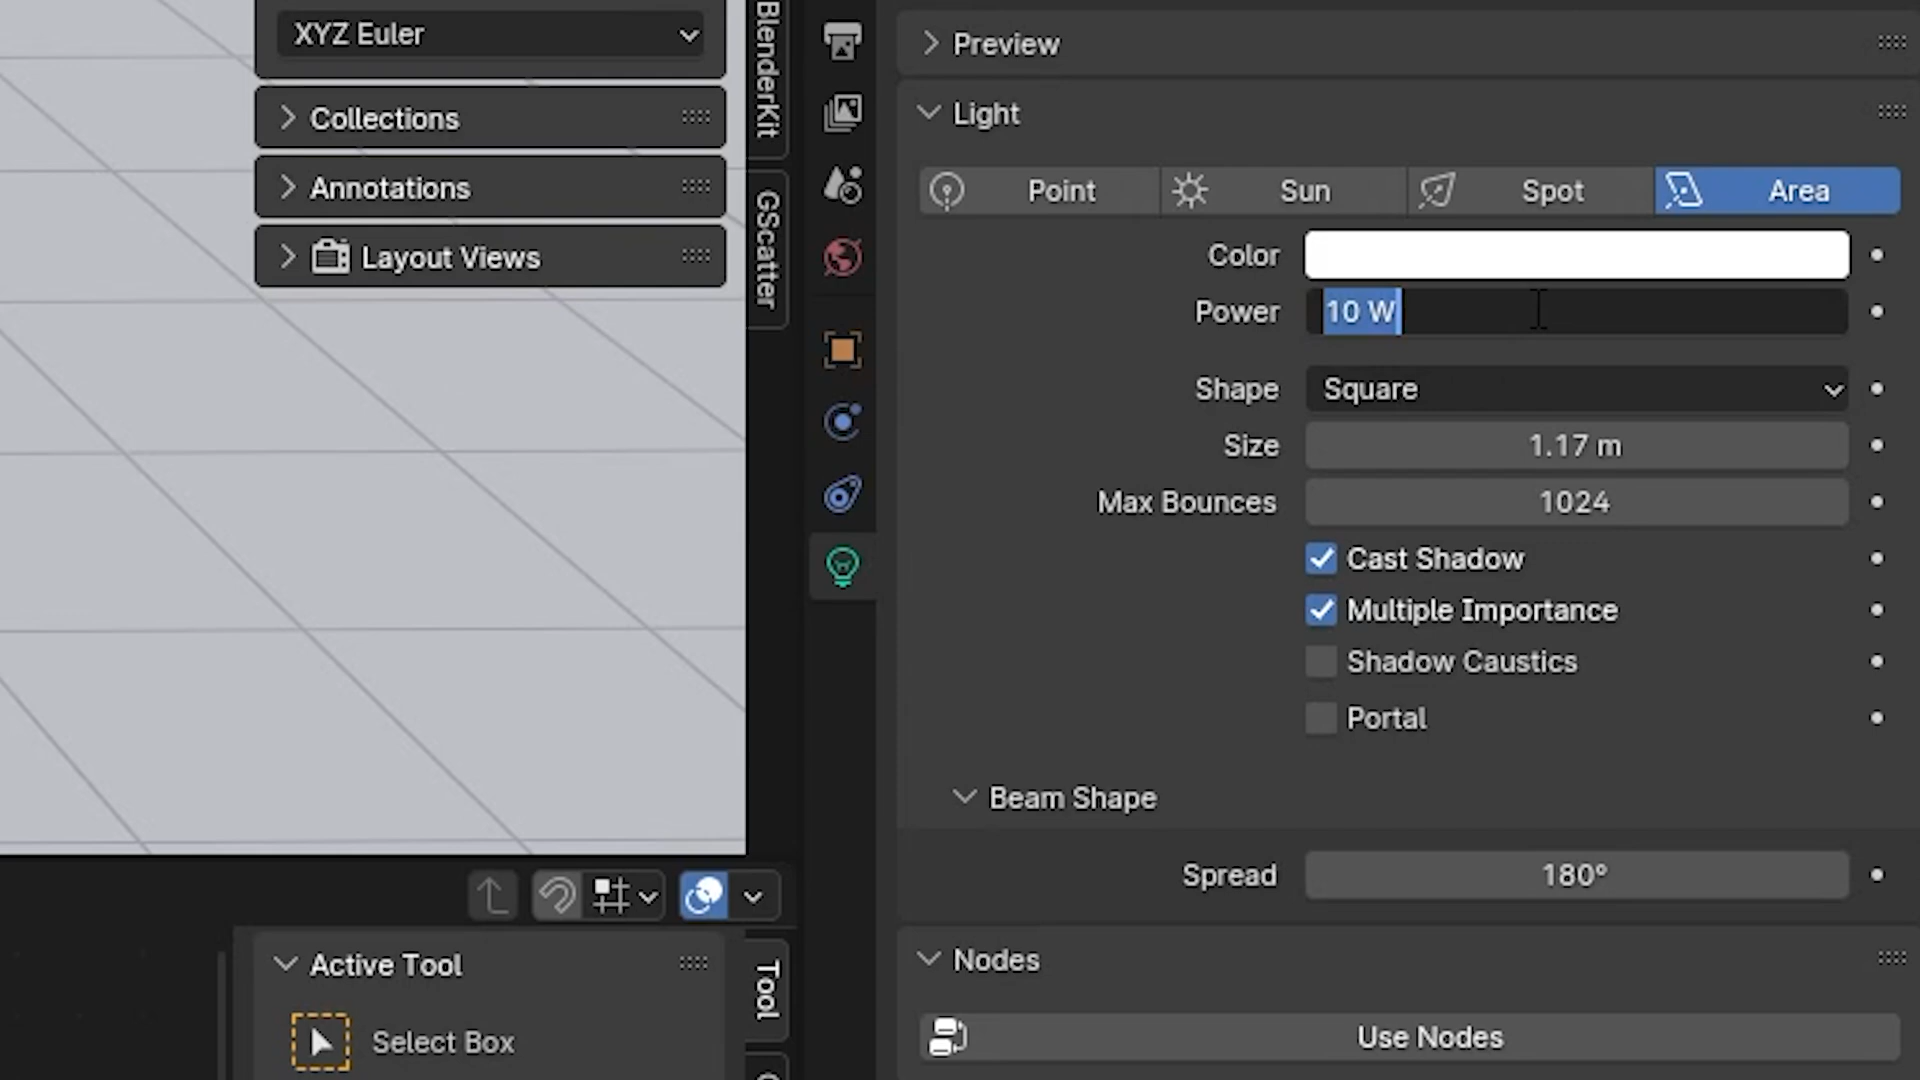 XYZ Euler
Collections
Annotations
Layout Views
BlenderKit
GScatter
Preview
Light
Point
Sun
Spot
Area
Color
Power 10 W
Shape Square
Size 1.17 m
Max Bounces 1024
Cast Shadow
Multiple Importance
Shadow Caustics
Portal
Beam Shape
Spread 180°
Nodes
Use Nodes
Active Tool
Select Box
Tool